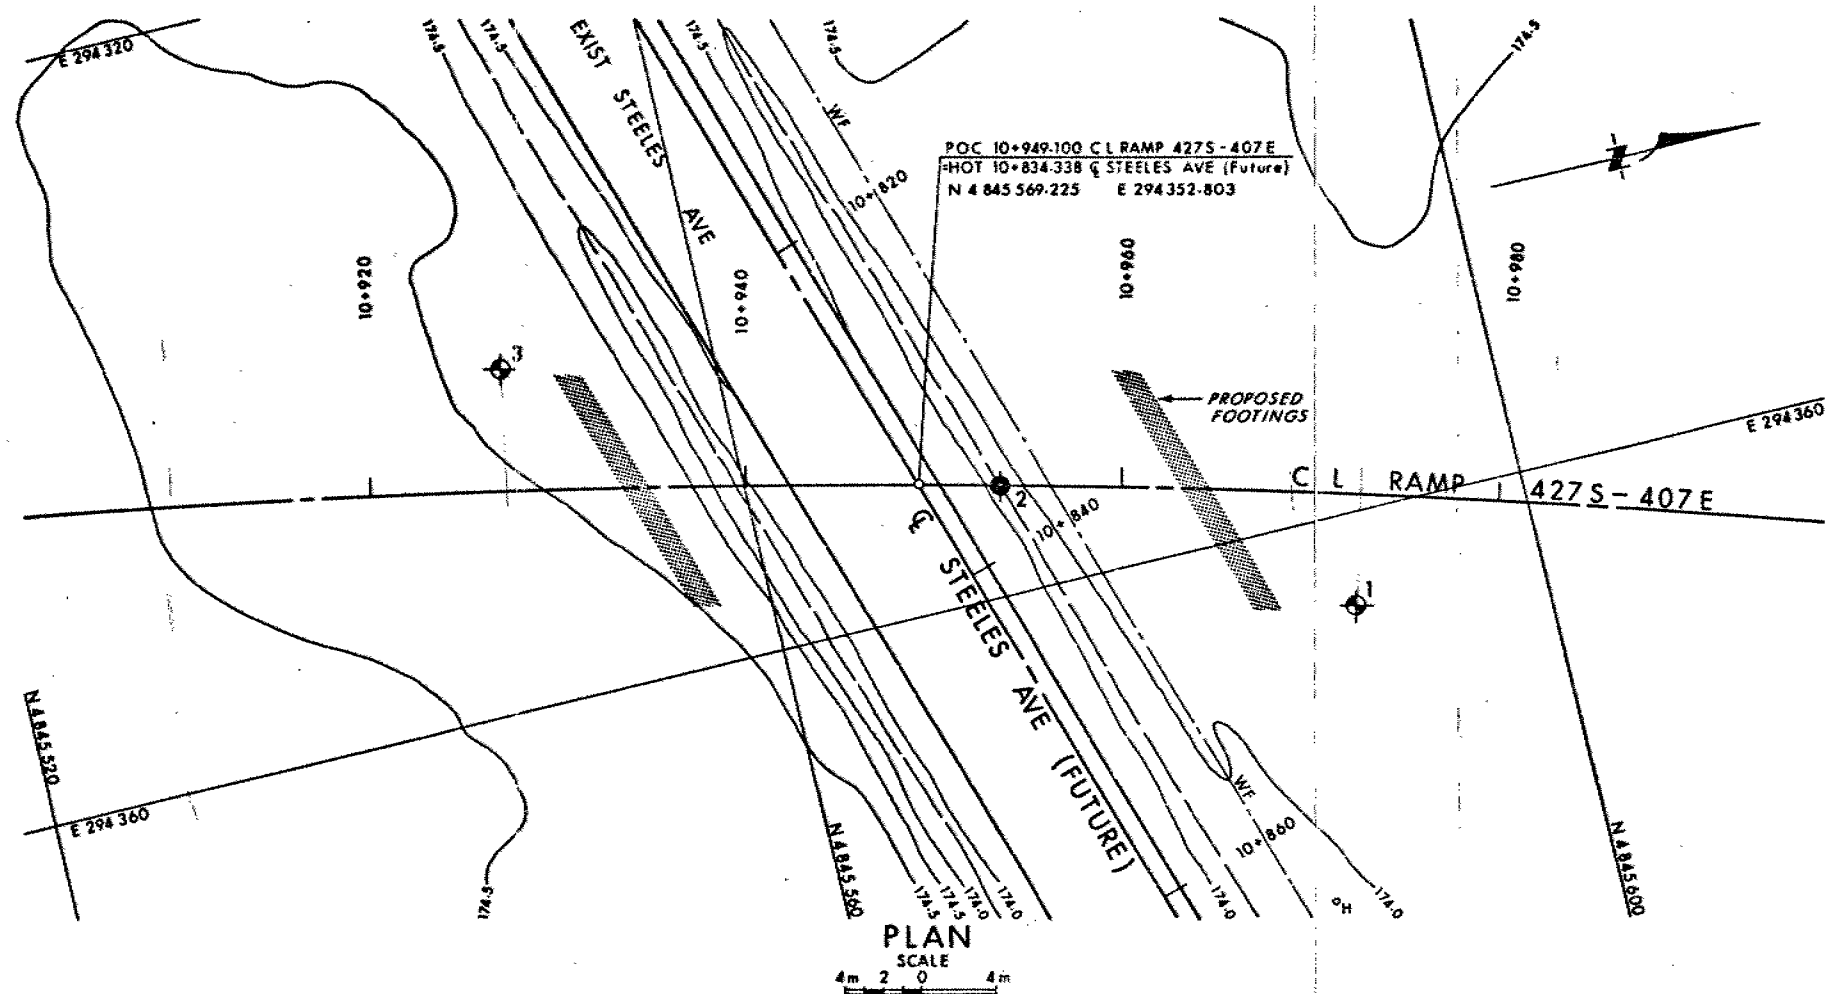 E 294 320
174.5
174.5
EXIST STEELES AVE
174.5
174.5
174.5
WF
POC 10+949.100 C L RAMP 427S-407E
=HOT 10+834.338 ℄ STEELES AVE (Future)
N 4 845 569.225 E 294 352.803
10+820
10+920
10+940
10+960
10+980
3
PROPOSED
FOOTINGS
E 294 360
C L RAMP 427S-407E
2
10+840
℄ STEELES AVE (FUTURE)
1
N 4 845 520
E 294 360
WF
10+860
174.5
N 4 845 560
174.5
174.5
174.0
174.0
174.0
H
174.0
N 4 845 600
PLAN
SCALE
4m 2 0 4m